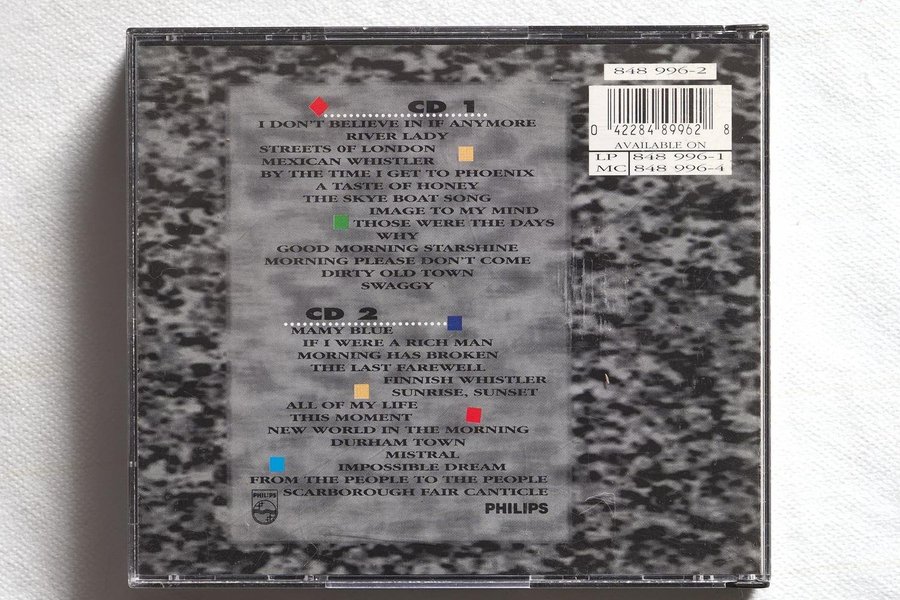 848 996-2
0 42284 89962 8
AVAILABLE ON
LP 848 996-1
MC 848 996-4
CD 1
I DON'T BELIEVE IN IF ANYMORE
RIVER LADY
STREETS OF LONDON
MEXICAN WHISTLER
BY THE TIME I GET TO PHOENIX
A TASTE OF HONEY
THE SKYE BOAT SONG
IMAGE TO MY MIND
THOSE WERE THE DAYS
WHY
GOOD MORNING STARSHINE
MORNING PLEASE DON'T COME
DIRTY OLD TOWN
SWAGGY
CD 2
MAMY BLUE
IF I WERE A RICH MAN
MORNING HAS BROKEN
THE LAST FAREWELL
FINNISH WHISTLER
SUNRISE, SUNSET
ALL OF MY LIFE
THIS MOMENT
NEW WORLD IN THE MORNING
DURHAM TOWN
MISTRAL
IMPOSSIBLE DREAM
FROM THE PEOPLE TO THE PEOPLE
SCARBOROUGH FAIR CANTICLE
PHILIPS
PHILIPS